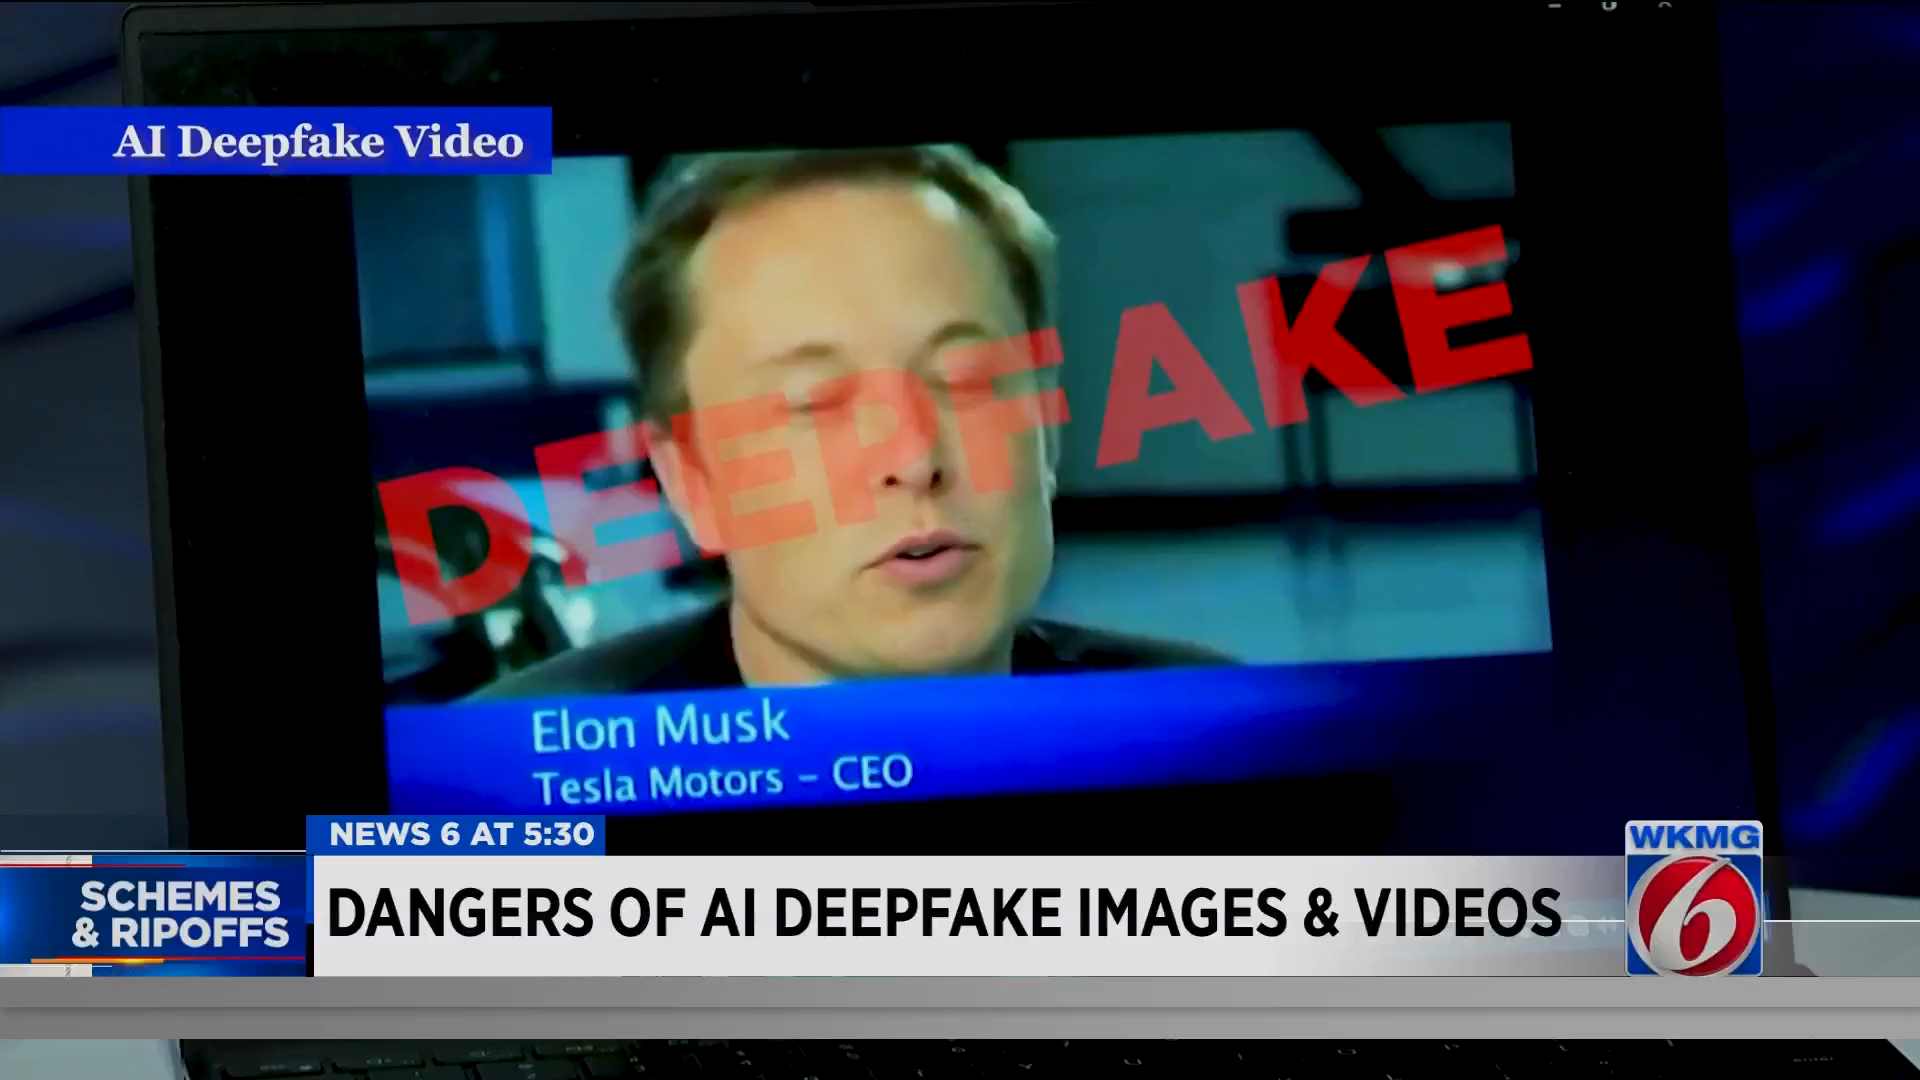 AI Deepfake Video
DEEPFAKE
Elon Musk
Tesla Motors – CEO
NEWS 6 AT 5:30
SCHEMES
& RIPOFFS
DANGERS OF AI DEEPFAKE IMAGES & VIDEOS
WKMG
6
enter